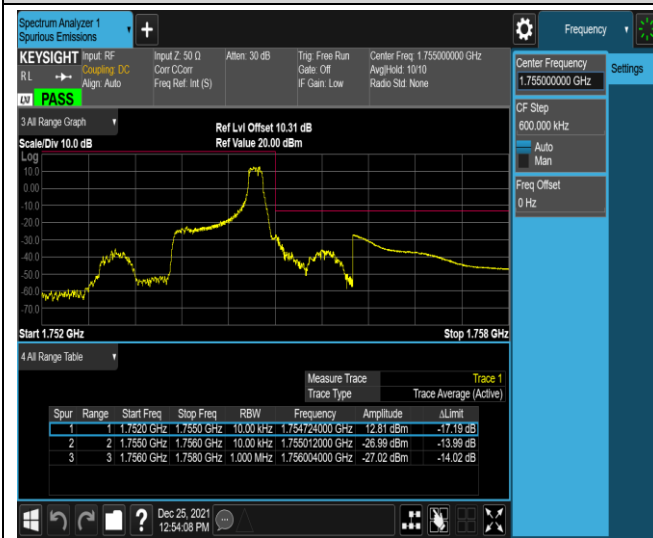 Spectrum Analyzer 1
Spurious Emissions
Frequency
KEYSIGHT
RL
Input: RF
Coupling: DC
Align: Auto
Input Z: 50 Ω
Corr CCorr
Freq Ref: Int (S)
Atten: 30 dB
Trig: Free Run
Gate: Off
IF Gain: Low
Center Freq: 1.755000000 GHz
Avg|Hold: 10/10
Radio Std: None
LXI PASS
Center Frequency
1.755000000 GHz
Settings
CF Step
600.000 kHz
Auto
Man
Freq Offset
0 Hz
3 All Range Graph
Scale/Div 10.0 dB
Ref Lvl Offset 10.31 dB
Ref Value 20.00 dBm
Log
10.0
0.00
-10.0
-20.0
-30.0
-40.0
-50.0
-60.0
-70.0
Start 1.752 GHz
Stop 1.758 GHz
4 All Range Table
Measure Trace Trace 1
Trace Type Trace Average (Active)
Spur Range Start Freq Stop Freq RBW Frequency Amplitude ΔLimit
1 1 1.7520 GHz 1.7550 GHz 10.00 kHz 1.754724000 GHz 12.81 dBm -17.19 dB
2 2 1.7550 GHz 1.7560 GHz 10.00 kHz 1.755012000 GHz -26.99 dBm -13.99 dB
3 3 1.7560 GHz 1.7580 GHz 1.000 MHz 1.756004000 GHz -27.02 dBm -14.02 dB
Dec 25, 2021
12:54:08 PM